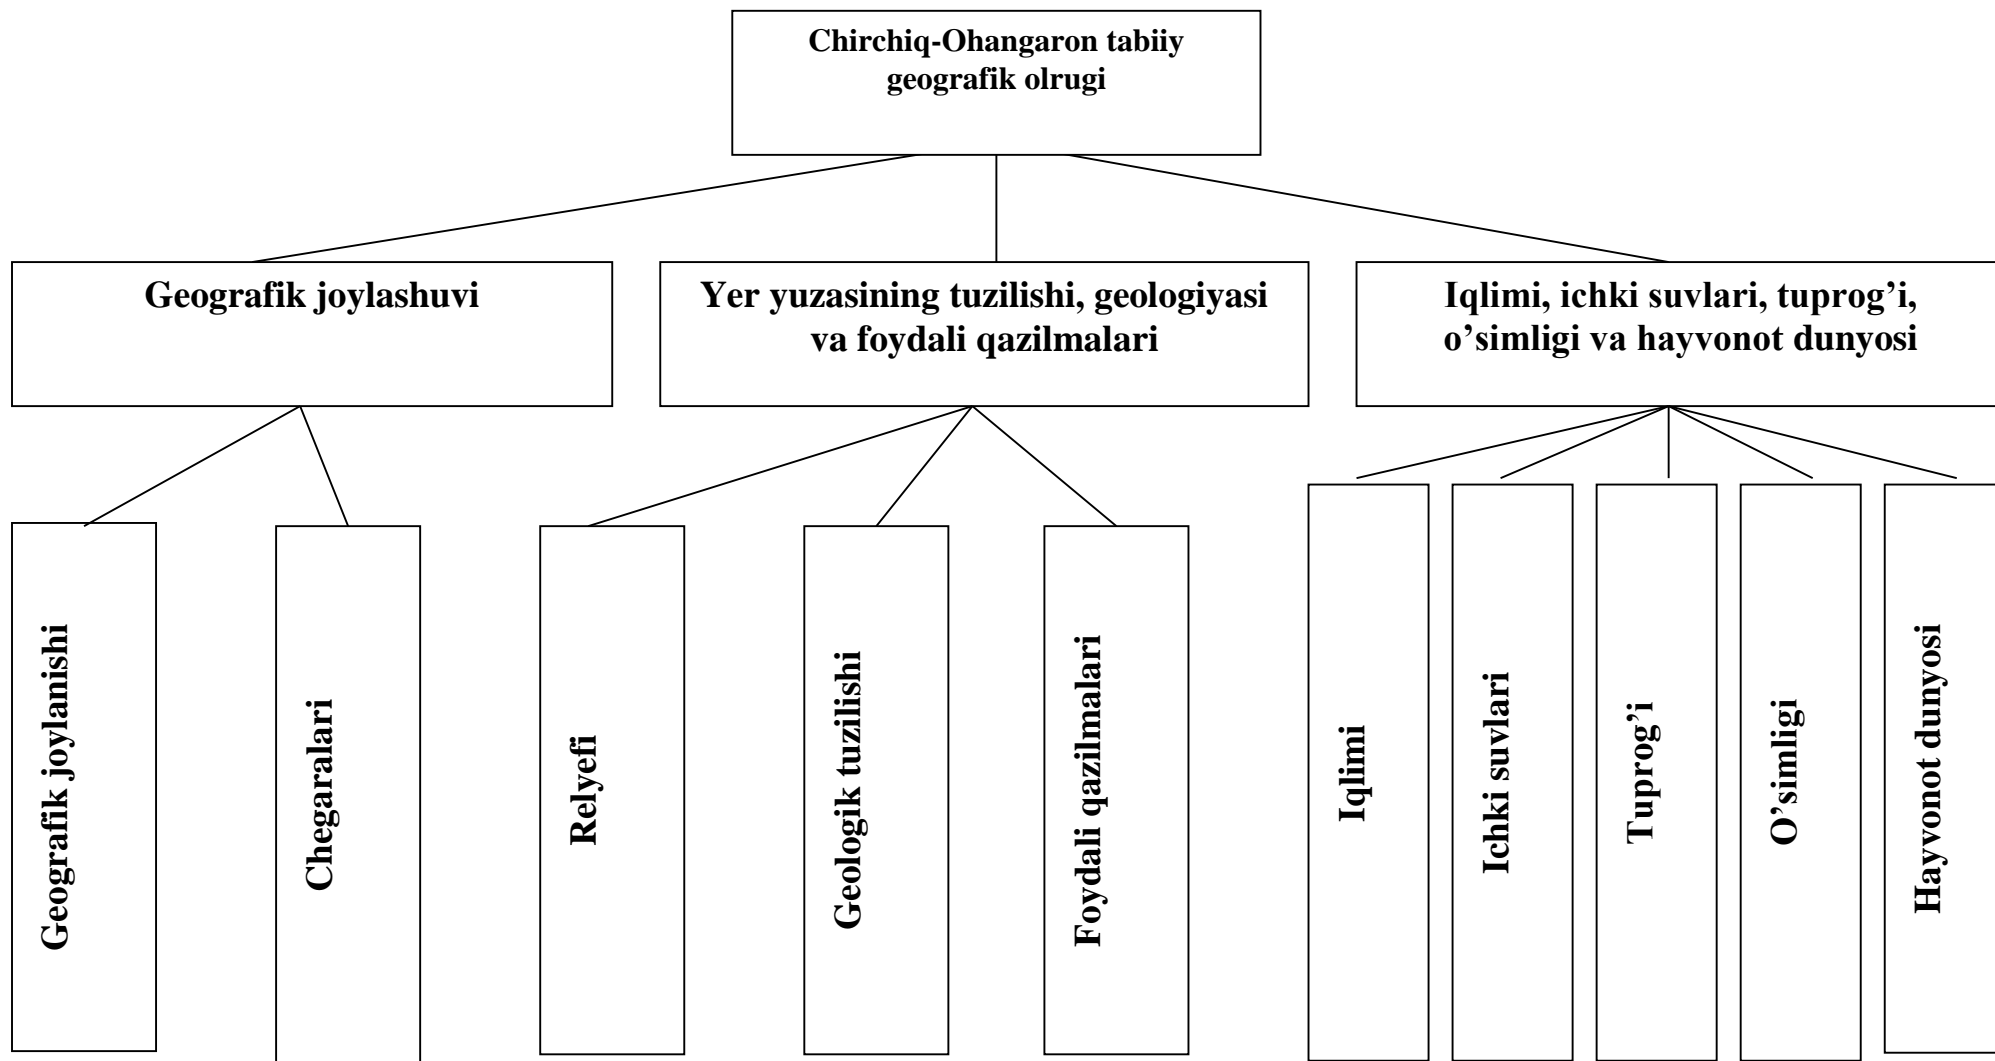 Chirchiq-Ohangaron tabiiy
geografik olrugi
Geografik joylashuvi
Yer yuzasining tuzilishi, geologiyasi
va foydali qazilmalari
Iqlimi, ichki suvlari, tuprog’i,
o’simligi va hayvonot dunyosi
Geografik joylanishi
Chegaralari
Relyefi
Geologik tuzilishi
Foydali qazilmalari
Iqlimi
Ichki suvlari
Tuprog’i
O’simligi
Hayvonot dunyosi